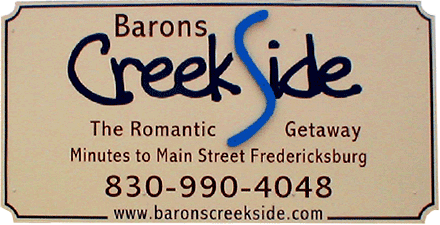 Barons
CreekSide
The Romantic Getaway
Minutes to Main Street Fredericksburg
830-990-4048
www.baronscreekside.com